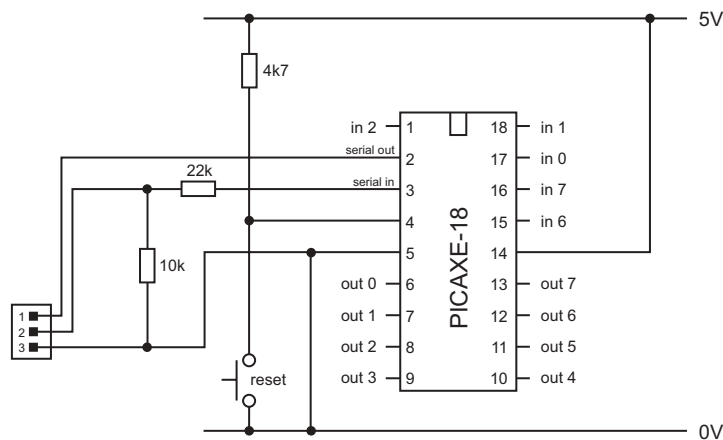 5V
4k7
in 2 1 18 in 1
serial out 2 17 in 0
22k serial in 3 16 in 7
4 15 in 6
5 14
10k
out 0 6 13 out 7
out 1 7 12 out 6
out 2 8 11 out 5
out 3 9 10 out 4
PICAXE-18
1
2
3
reset
0V